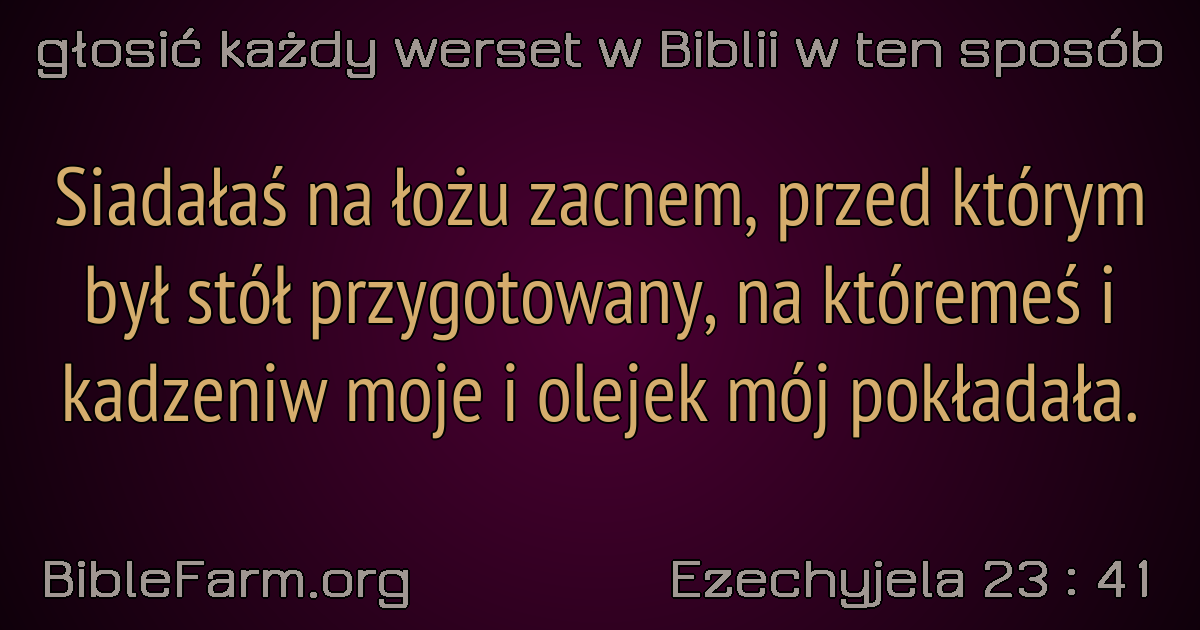 głosić każdy werset w Biblii w ten sposób
Siadałaś na łożu zacnem, przed którym
był stół przygotowany, na któremeś i
kadzeniw moje i olejek mój pokładała.
BibleFarm.org
Ezechyjela 23 : 41